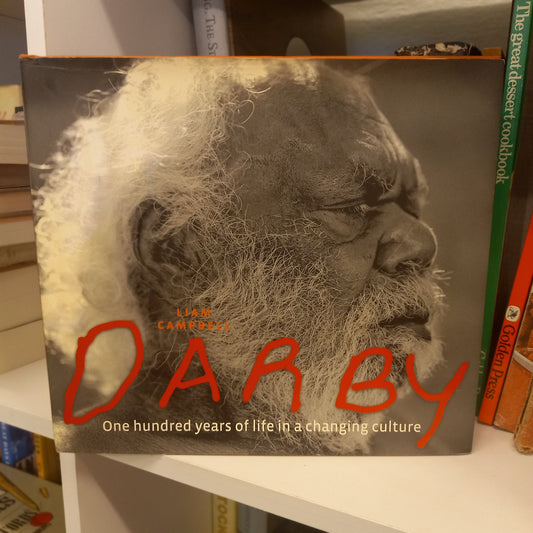 LIAM
CAMPBELL
DARBY
One hundred years of life in a changing culture
The great dessert cookbook
Golden Press